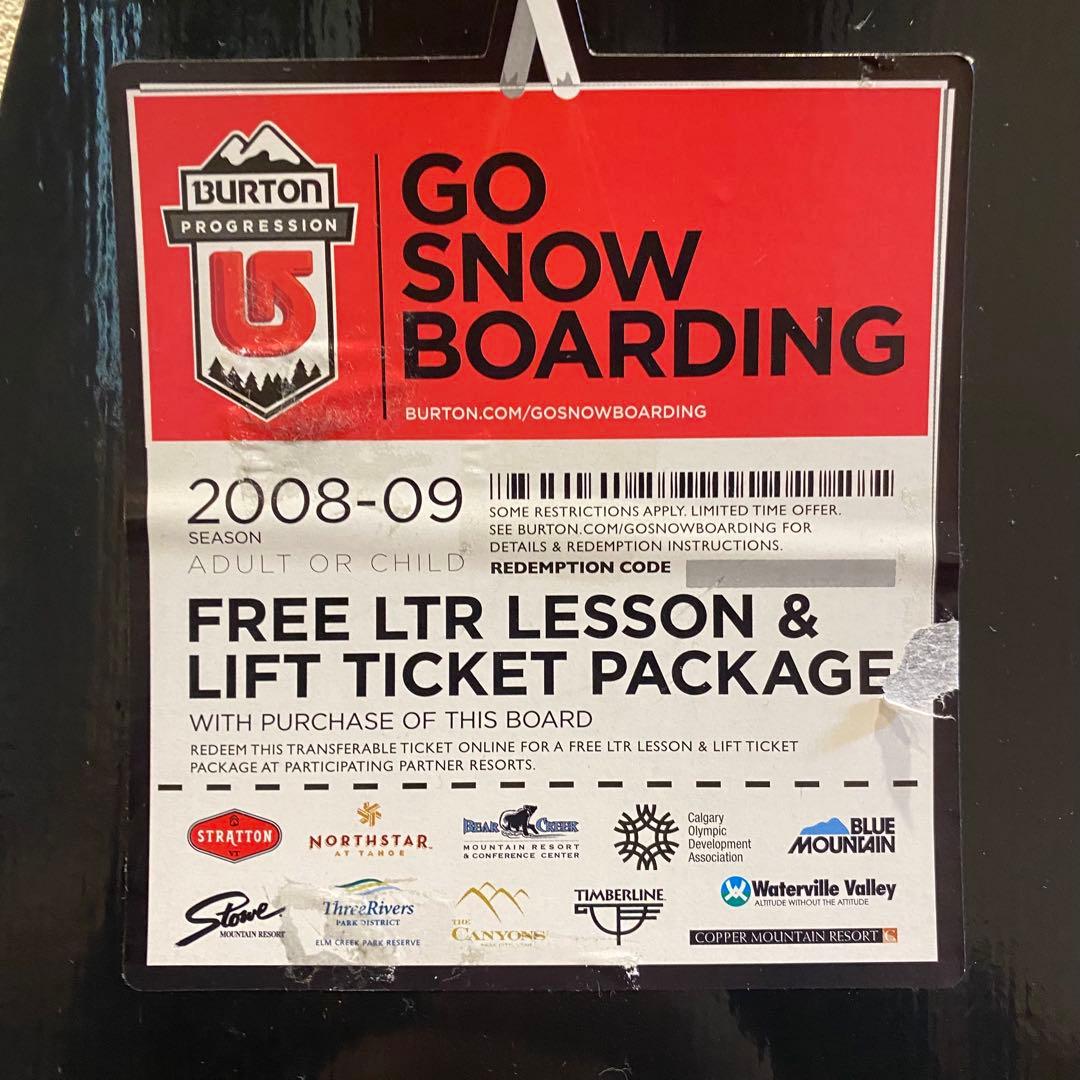 BURTON
PROGRESSION
GO
SNOW
BOARDING
BURTON.COM/GOSNOWBOARDING
2008-09
SEASON
ADULT OR CHILD
SOME RESTRICTIONS APPLY. LIMITED TIME OFFER.
SEE BURTON.COM/GOSNOWBOARDING FOR
DETAILS & REDEMPTION INSTRUCTIONS.
REDEMPTION CODE
FREE LTR LESSON &
LIFT TICKET PACKAGE
WITH PURCHASE OF THIS BOARD
REDEEM THIS TRANSFERABLE TICKET ONLINE FOR A FREE LTR LESSON & LIFT TICKET
PACKAGE AT PARTICIPATING PARTNER RESORTS.
STRATTON
VT
NORTHSTAR
AT TAHOE
BEAR CREEK
MOUNTAIN RESORT
& CONFERENCE CENTER
Calgary
Olympic
Development
Association
BLUE
MOUNTAIN
Stowe
MOUNTAIN RESORT
ThreeRivers
PARK DISTRICT
ELM CREEK PARK RESERVE
THE
CANYONS
TIMBERLINE
Waterville Valley
ALTITUDE WITHOUT THE ATTITUDE
COPPER MOUNTAIN RESORT